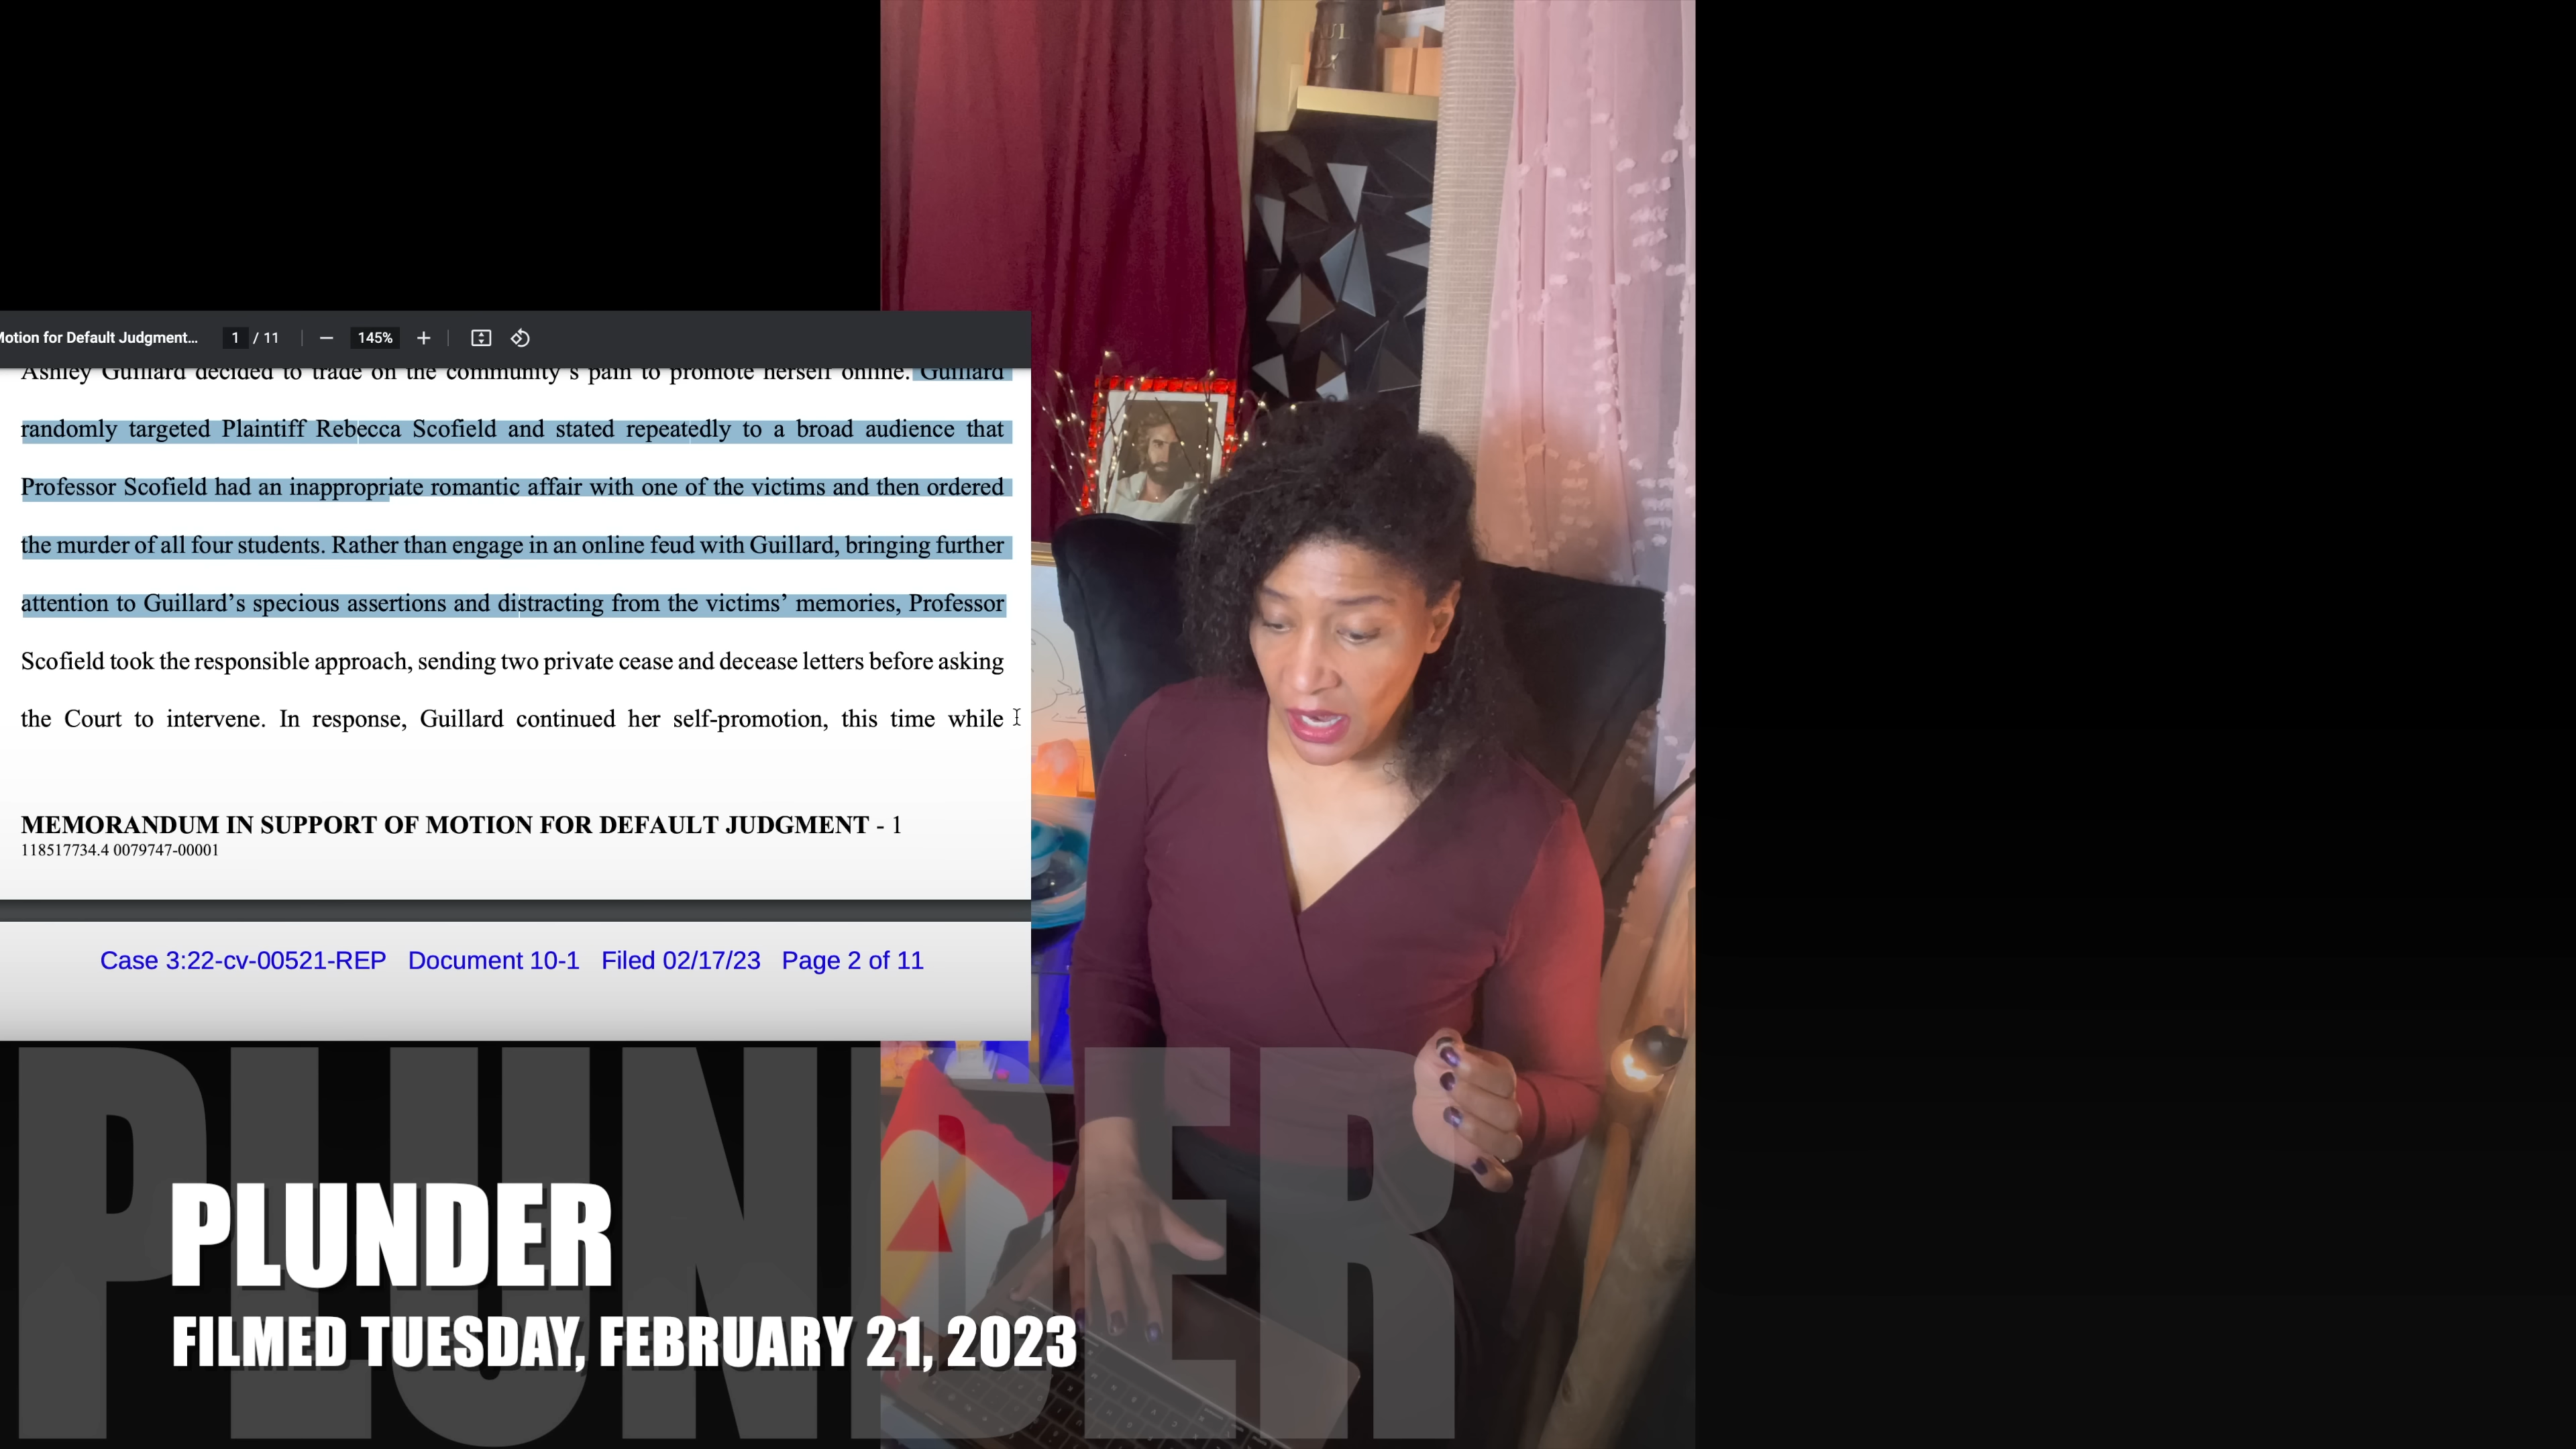 Motion for Default Judgment... 1 / 11 — 145% +
Ashley Guillard decided to trade on the community's pain to promote herself online. Guillard
randomly targeted Plaintiff Rebecca Scofield and stated repeatedly to a broad audience that
Professor Scofield had an inappropriate romantic affair with one of the victims and then ordered
the murder of all four students. Rather than engage in an online feud with Guillard, bringing further
attention to Guillard's specious assertions and distracting from the victims' memories, Professor
Scofield took the responsible approach, sending two private cease and decease letters before asking
the Court to intervene. In response, Guillard continued her self-promotion, this time while
MEMORANDUM IN SUPPORT OF MOTION FOR DEFAULT JUDGMENT - 1
118517734.4 0079747-00001
Case 3:22-cv-00521-REP Document 10-1 Filed 02/17/23 Page 2 of 11
PLUNDER
PLUNDER
FILMED TUESDAY, FEBRUARY 21, 2023